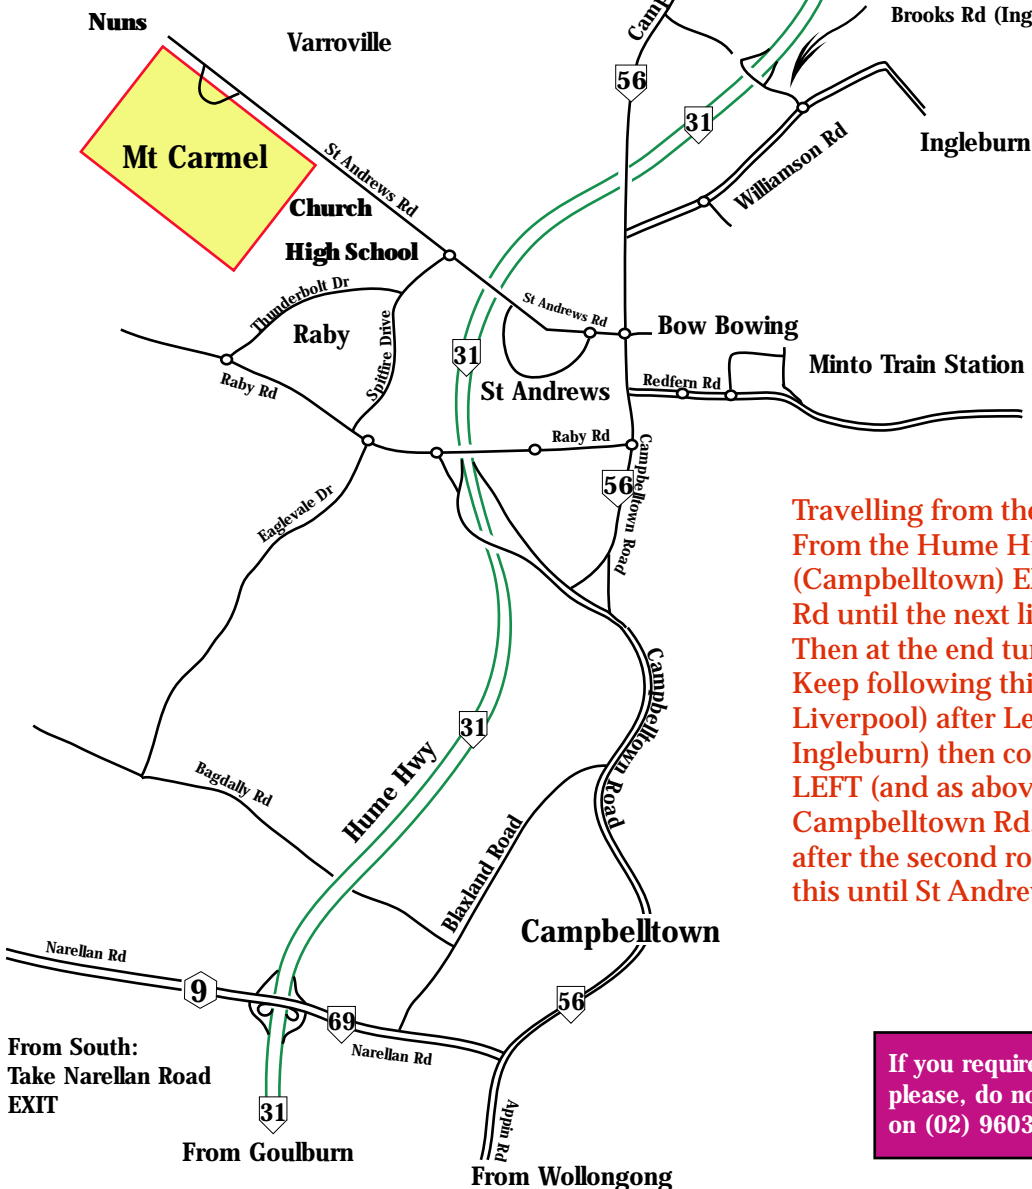 Nuns
Varroville
Camp
Brooks Rd (Ing
56
31
Mt Carmel
St Andrews Rd
Williamson Rd
Ingleburn
Church
High School
Thunderbolt Dr
Raby
Spitfire Drive
St Andrews Rd
Bow Bowing
31
Minto Train Station
Raby Rd
St Andrews
Redfern Rd
Raby Rd
Campbelltown Road
56
Eaglevale Dr
Travelling from the
From the Hume H
(Campbelltown) E
Rd until the next li
Then at the end tu
Keep following thi
Liverpool) after Le
Ingleburn) then co
LEFT (and as abov
Campbelltown Rd
after the second ro
this until St Andre
Campbelltown Road
31
Hume Hwy
Bagdally Rd
Blaxland Road
Campbelltown
Narellan Rd
9
69
56
Narellan Rd
From South:
Take Narellan Road
EXIT
31
Appin Rd
From Goulburn
From Wollongong
If you require
please, do no
on (02) 9603